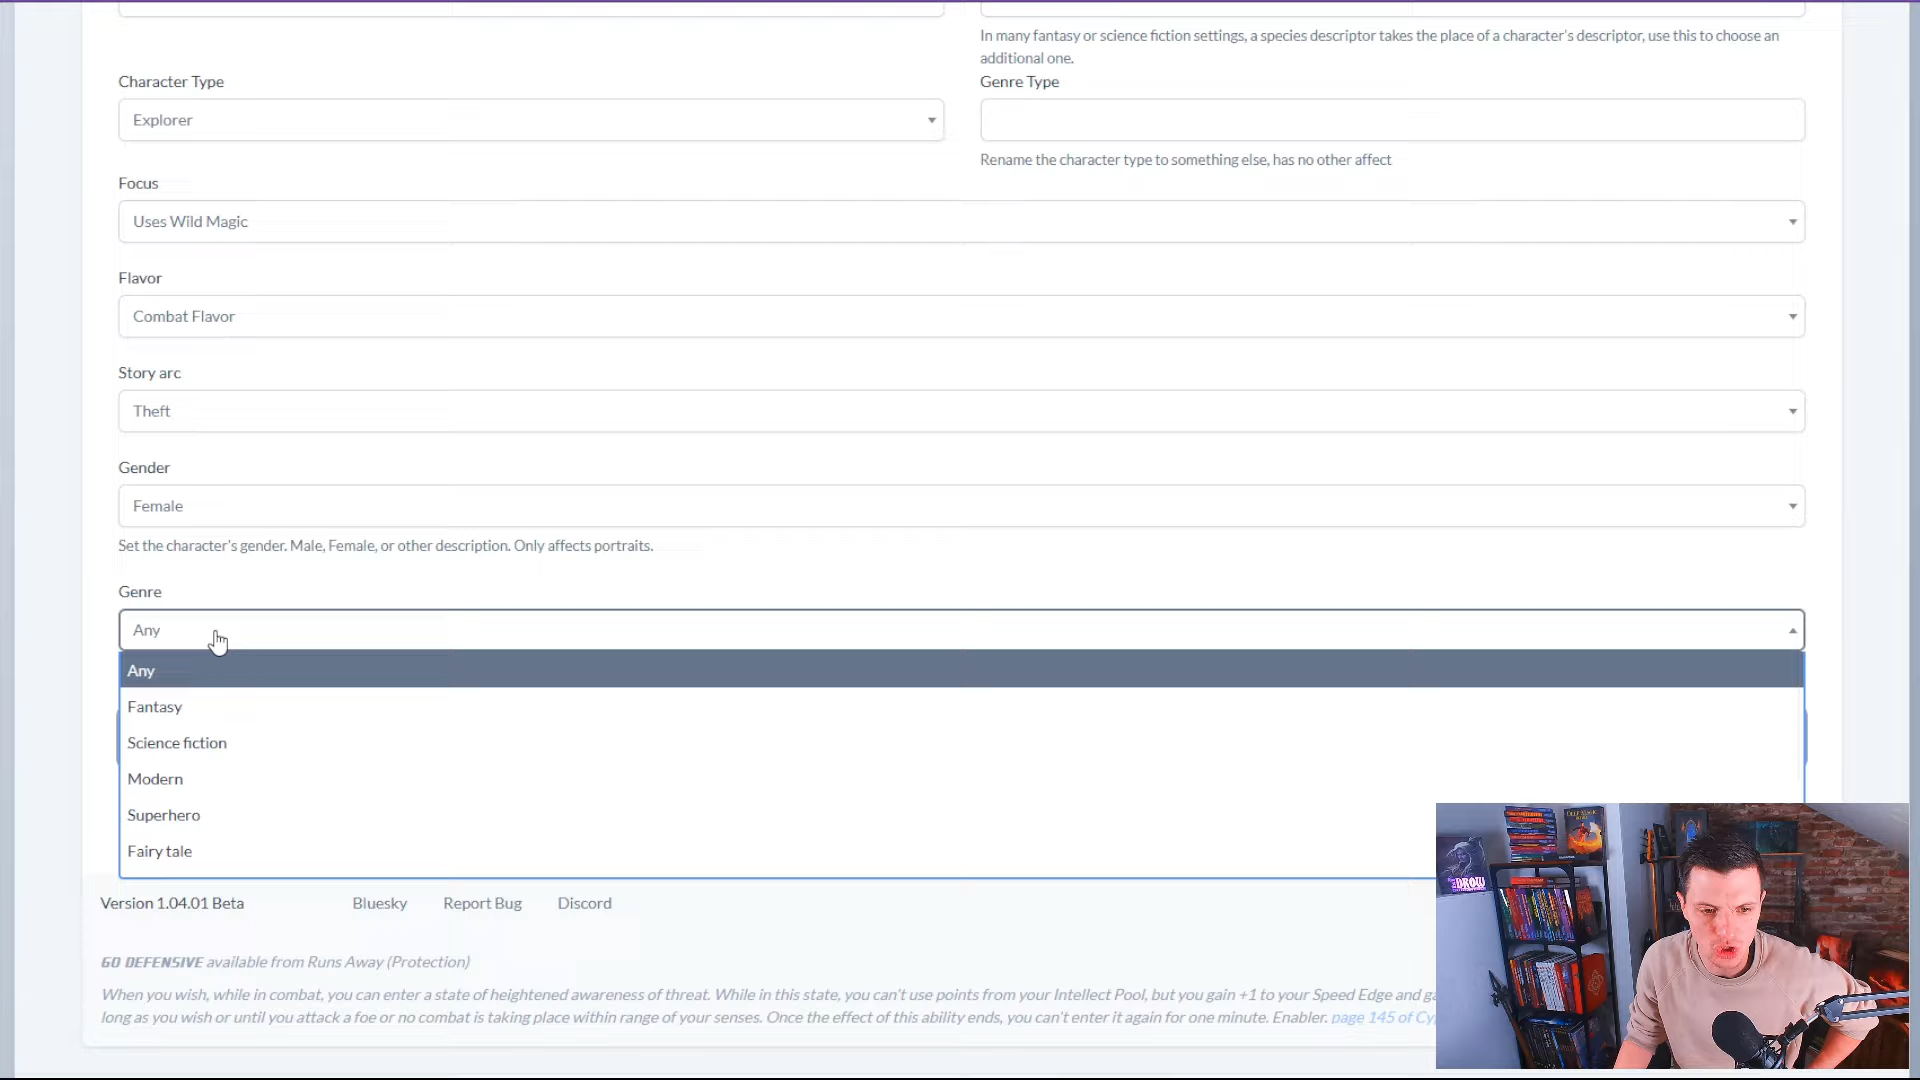 In many fantasy or science fiction settings, a species descriptor takes the place of a character's descriptor, use this to choose an
additional one.
Character Type
Genre Type
Explorer
Rename the character type to something else, has no other affect
Focus
Uses Wild Magic
Flavor
Combat Flavor
Story arc
Theft
Gender
Female
Set the character's gender. Male, Female, or other description. Only affects portraits.
Genre
Any
Any
Fantasy
Science fiction
Modern
Superhero
Fairy tale
Version 1.04.01 Beta
Bluesky
Report Bug
Discord
GO DEFENSIVE available from Runs Away (Protection)
When you wish, while in combat, you can enter a state of heightened awareness of threat. While in this state, you can't use points from your Intellect Pool, but you gain +1 to your Speed Edge and
long as you wish or until you attack a foe or no combat is taking place within range of your senses. Once the effect of this ability ends, you can't enter it again for one minute. Enabler. page 145 of
DROW
DEEP MAGIC